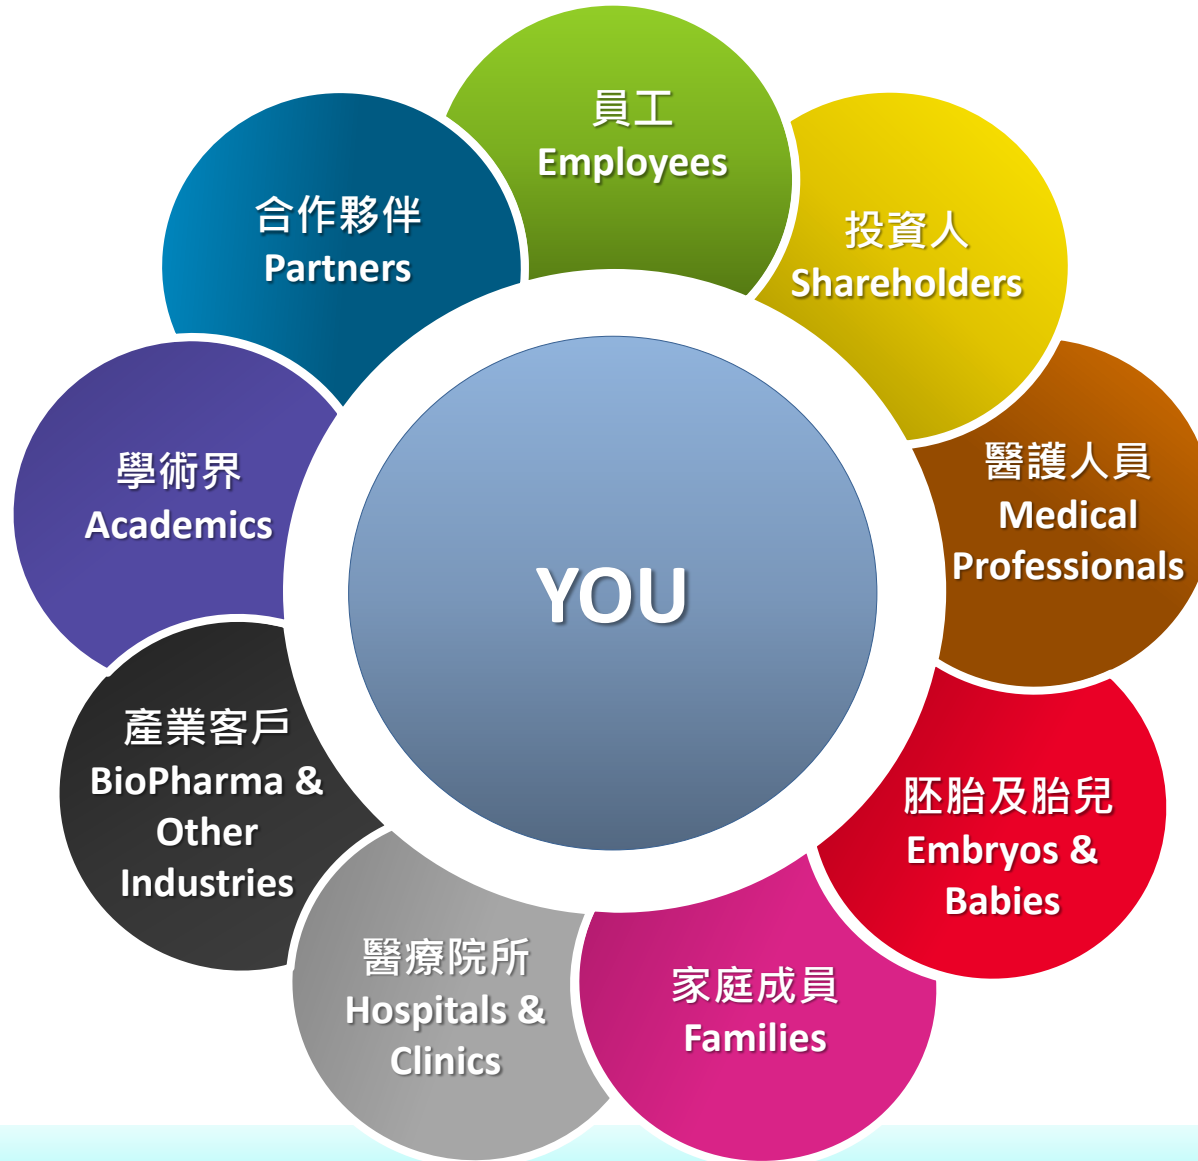 員工
Employees
投資人
Shareholders
醫護人員
Medical
Professionals
胚胎及胎兒
Embryos &
Babies
家庭成員
Families
醫療院所
Hospitals &
Clinics
產業客戶
BioPharma &
Other
Industries
學術界
Academics
合作夥伴
Partners
YOU